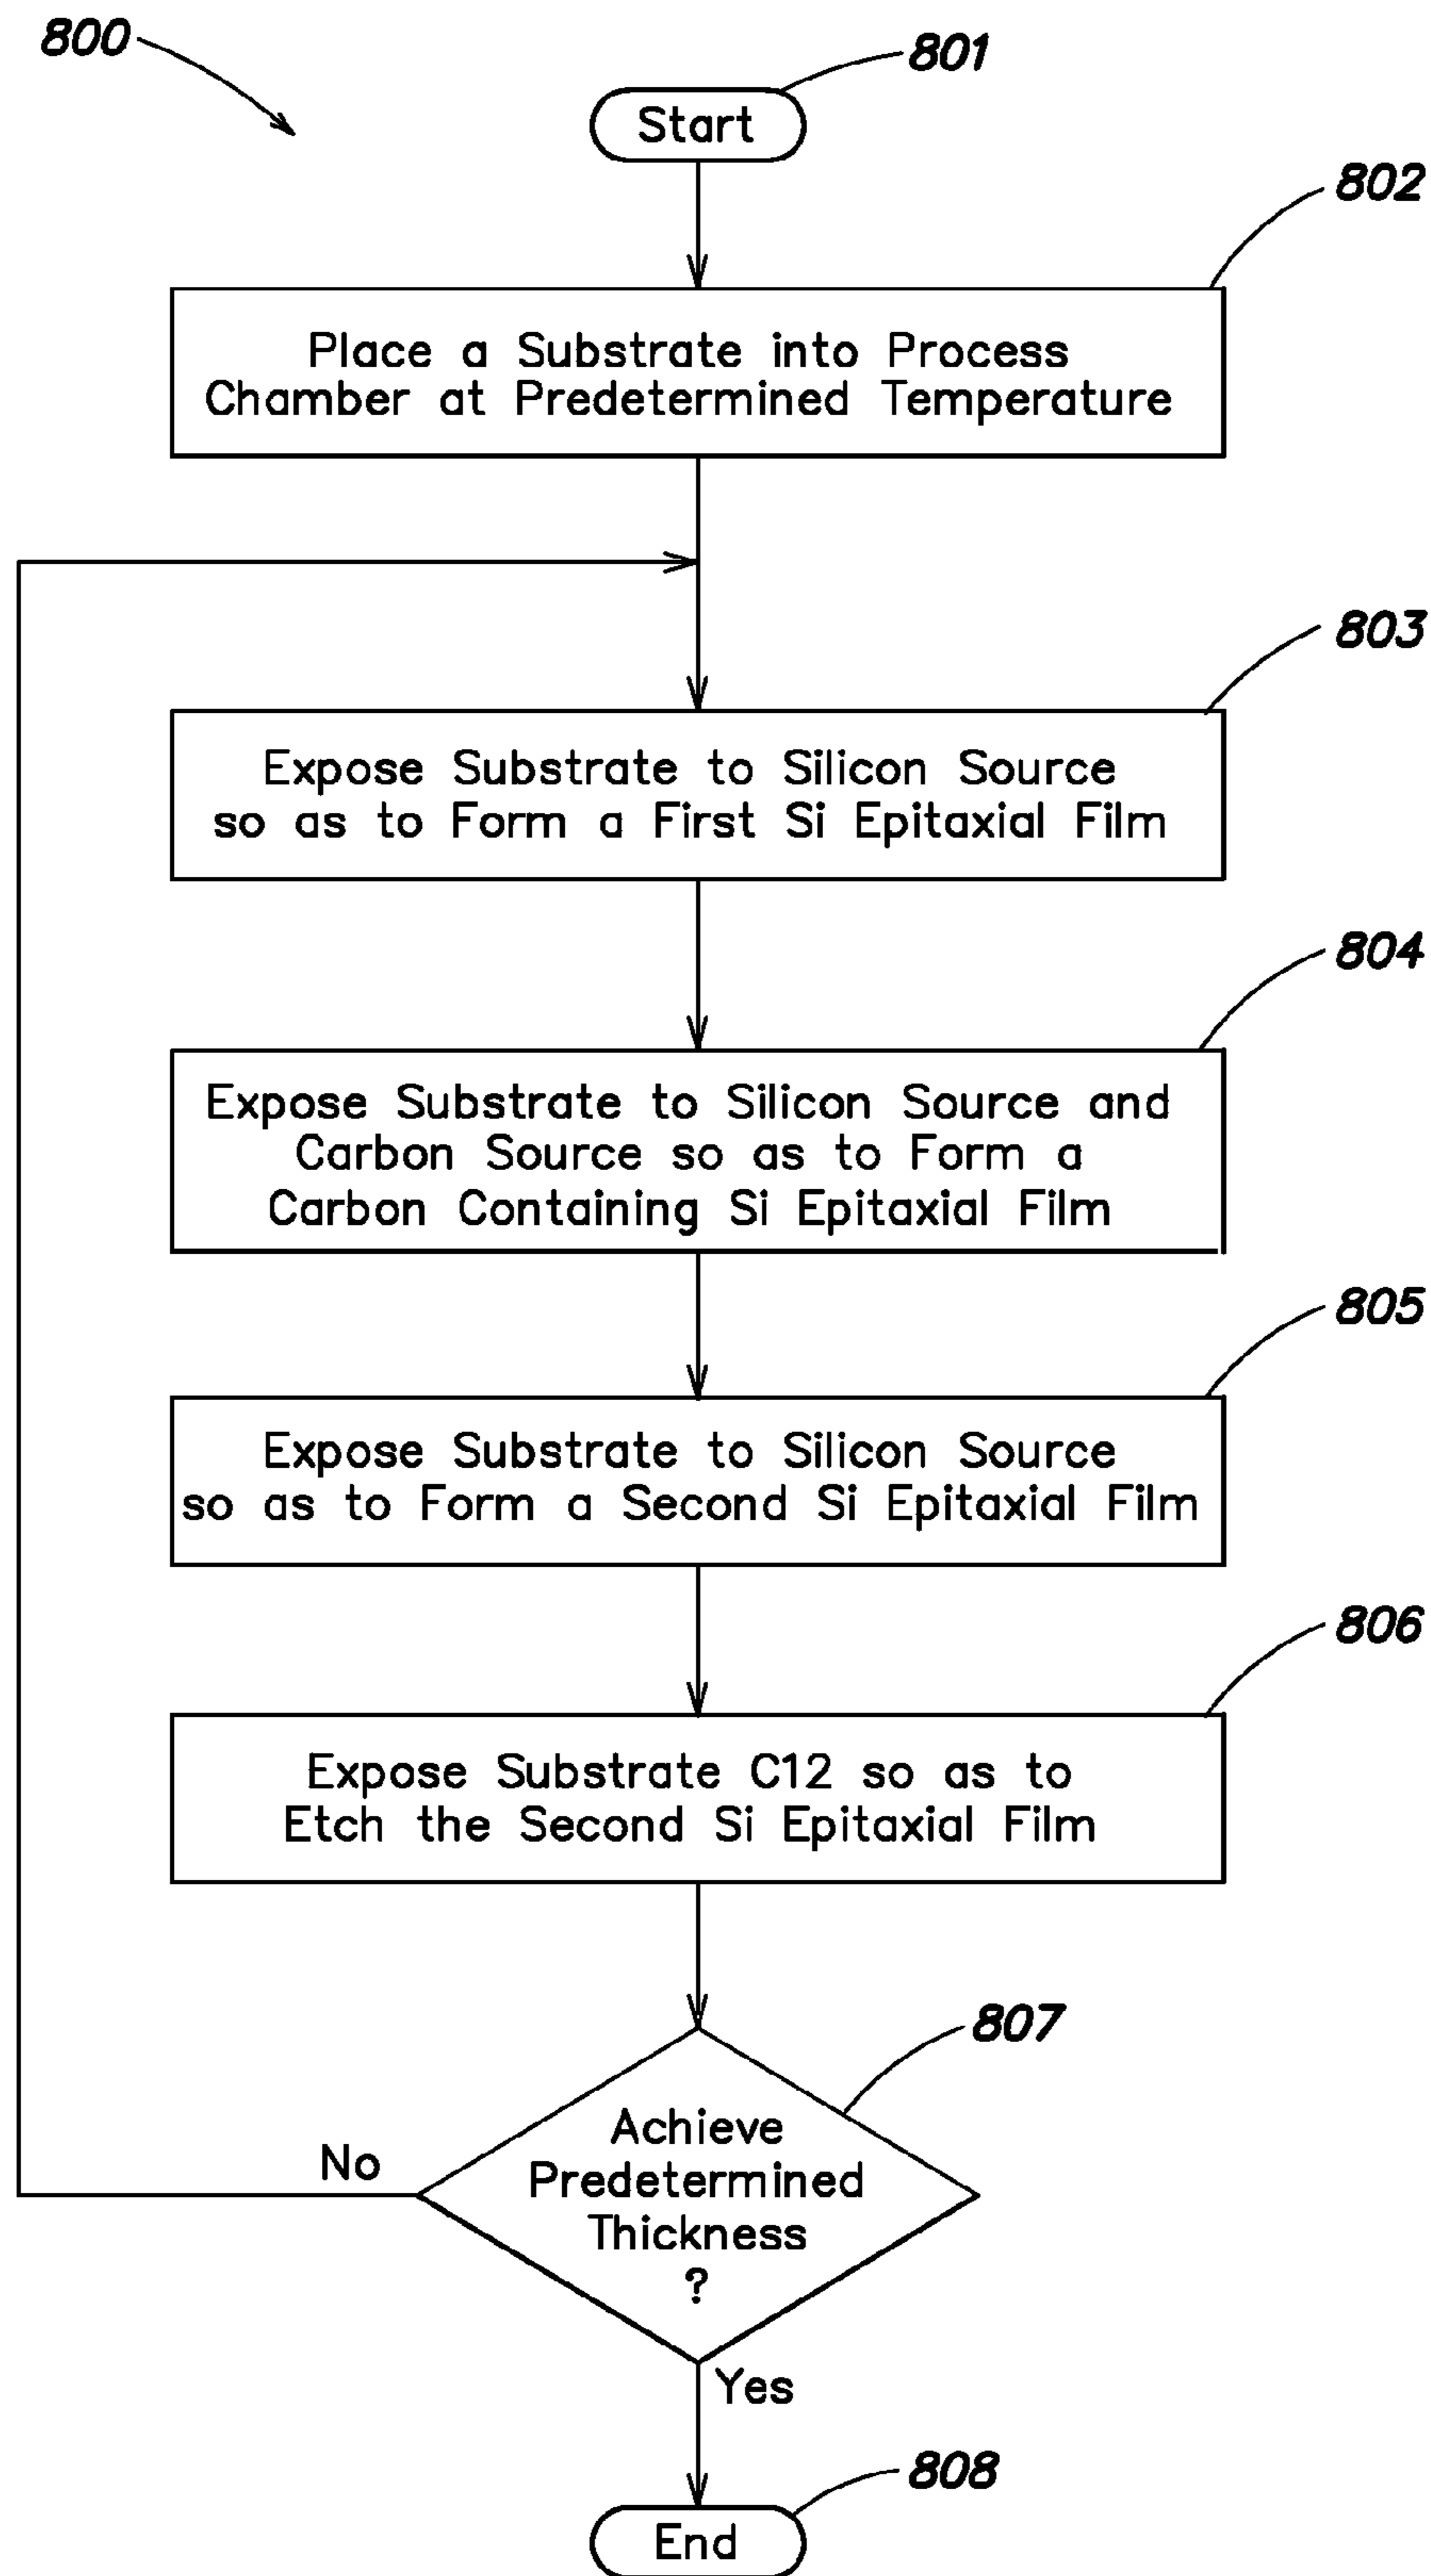 800
801
Start
802
Place a Substrate into Process
Chamber at Predetermined Temperature
803
Expose Substrate to Silicon Source
so as to Form a First Si Epitaxial Film
804
Expose Substrate to Silicon Source and
Carbon Source so as to Form a
Carbon Containing Si Epitaxial Film
805
Expose Substrate to Silicon Source
so as to Form a Second Si Epitaxial Film
806
Expose Substrate C12 so as to
Etch the Second Si Epitaxial Film
807
Achieve
Predetermined
Thickness
?
No
Yes
808
End